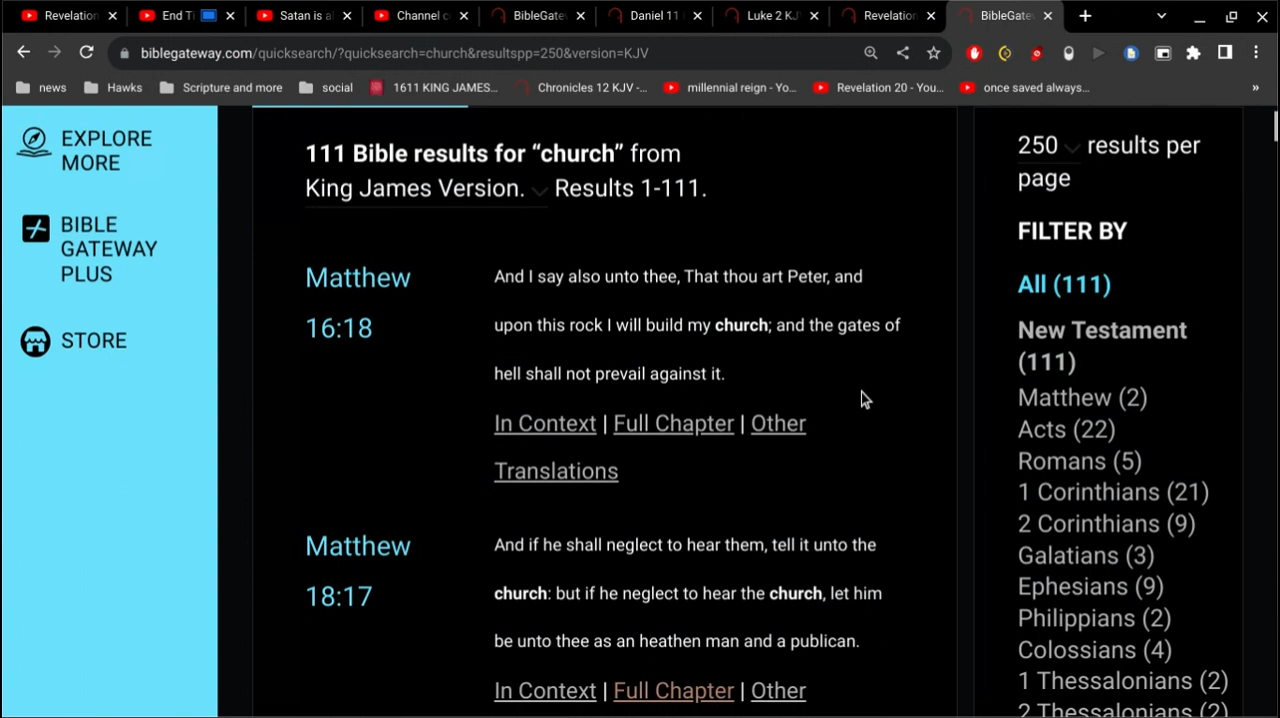 Revelation
End Ti
Satan is a
Channel c
BibleGatew
Daniel 11
Luke 2 KJ
Revelation
BibleGatew
biblegateway.com/quicksearch/?quicksearch=church&resultspp=250&version=KJV
news
Hawks
Scripture and more
social
1611 KING JAMES...
Chronicles 12 KJV -...
millennial reign - Yo...
Revelation 20 - You...
once saved always...
»
EXPLORE
MORE
BIBLE
GATEWAY
PLUS
STORE
111 Bible results for “church” from
King James Version. Results 1-111.
Matthew
16:18
And I say also unto thee, That thou art Peter, and
upon this rock I will build my church; and the gates of
hell shall not prevail against it.
In Context | Full Chapter | Other
Translations
Matthew
18:17
And if he shall neglect to hear them, tell it unto the
church: but if he neglect to hear the church, let him
be unto thee as an heathen man and a publican.
In Context | Full Chapter | Other
250 results per
page
FILTER BY
All (111)
New Testament
(111)
Matthew (2)
Acts (22)
Romans (5)
1 Corinthians (21)
2 Corinthians (9)
Galatians (3)
Ephesians (9)
Philippians (2)
Colossians (4)
1 Thessalonians (2)
2 Thessalonians (2)